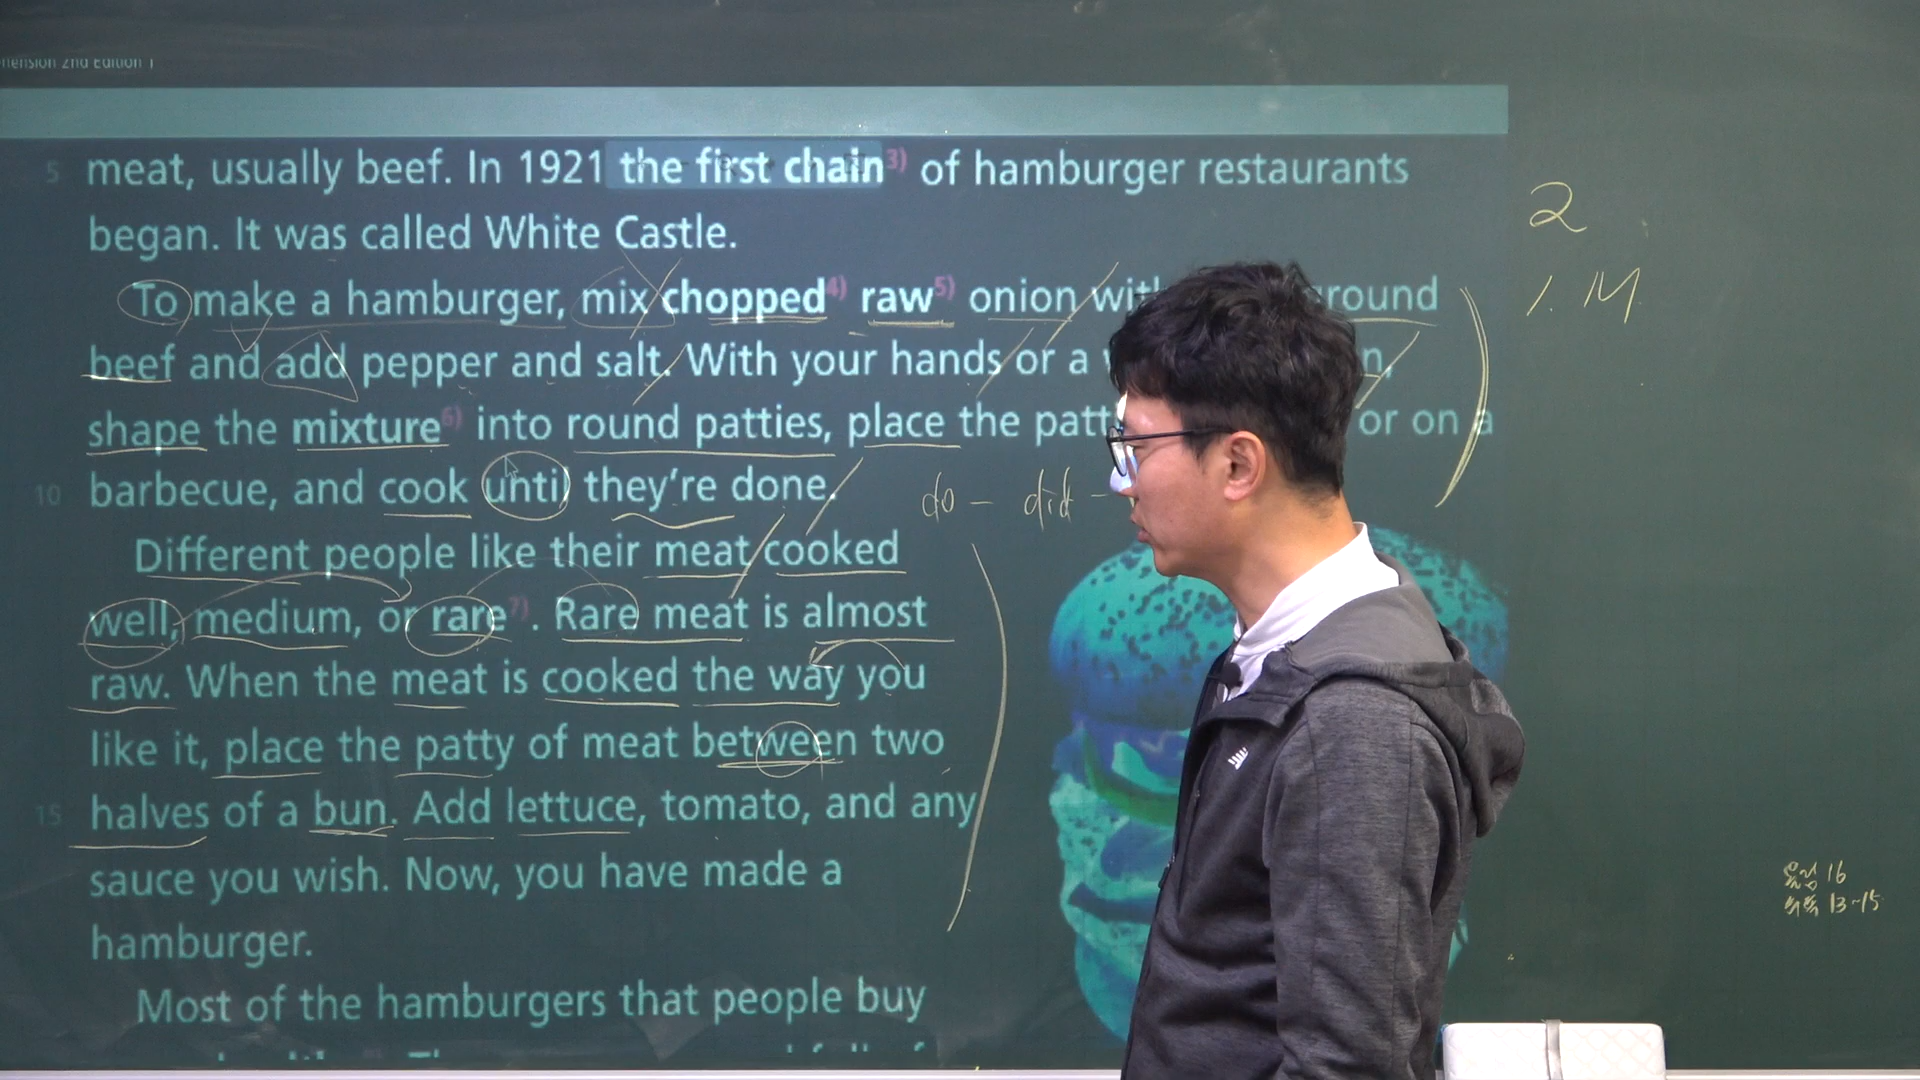 hension 2nd Edition 1
5 meat, usually beef. In 1921 the first chain3) of hamburger restaurants
began. It was called White Castle.
To make a hamburger, mix chopped4) raw5) onion with ground
beef and add pepper and salt. With your hands or a
shape the mixture6) into round patties, place the or on a
10 barbecue, and cook until they're done.
do - did -
Different people like their meat cooked
well, medium, or rare7). Rare meat is almost
raw. When the meat is cooked the way you
like it, place the patty of meat between two
15 halves of a bun. Add lettuce, tomato, and any
sauce you wish. Now, you have made a
hamburger.
Most of the hamburgers that people buy
2
1. M
16
13~15